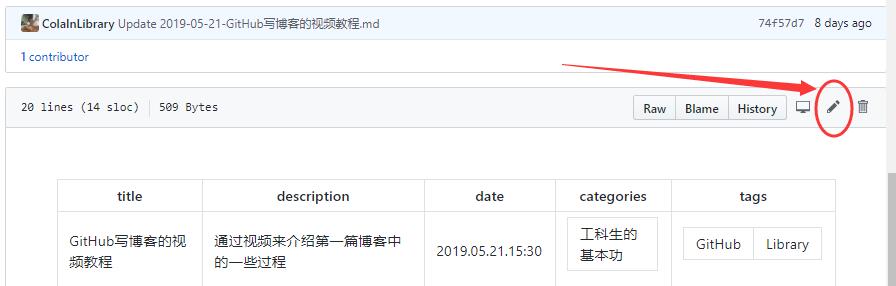 ColaInLibrary Update 2019-05-21-GitHub写博客的视频教程.md 74f57d7 8 days ago
1 contributor
20 lines (14 sloc) 509 Bytes Raw Blame History
title description date categories tags
GitHub写博客的视
频教程
通过视频来介绍第一篇博客中
的一些过程
2019.05.21.15:30
工科生的
基本功
GitHub Library